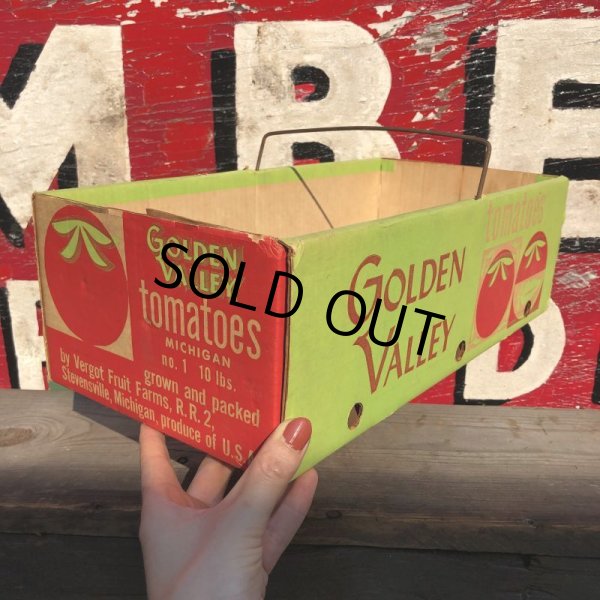 MBE
GOLDEN
VALLEY
tomatoes
MICHIGAN
no. 1 10 lbs.
grown and packed
by Vergot Fruit Farms, R.R. 2,
Stevensville, Michigan, produce of U.S.A
tomatoes
GOLDEN
VALLEY
SOLD OUT